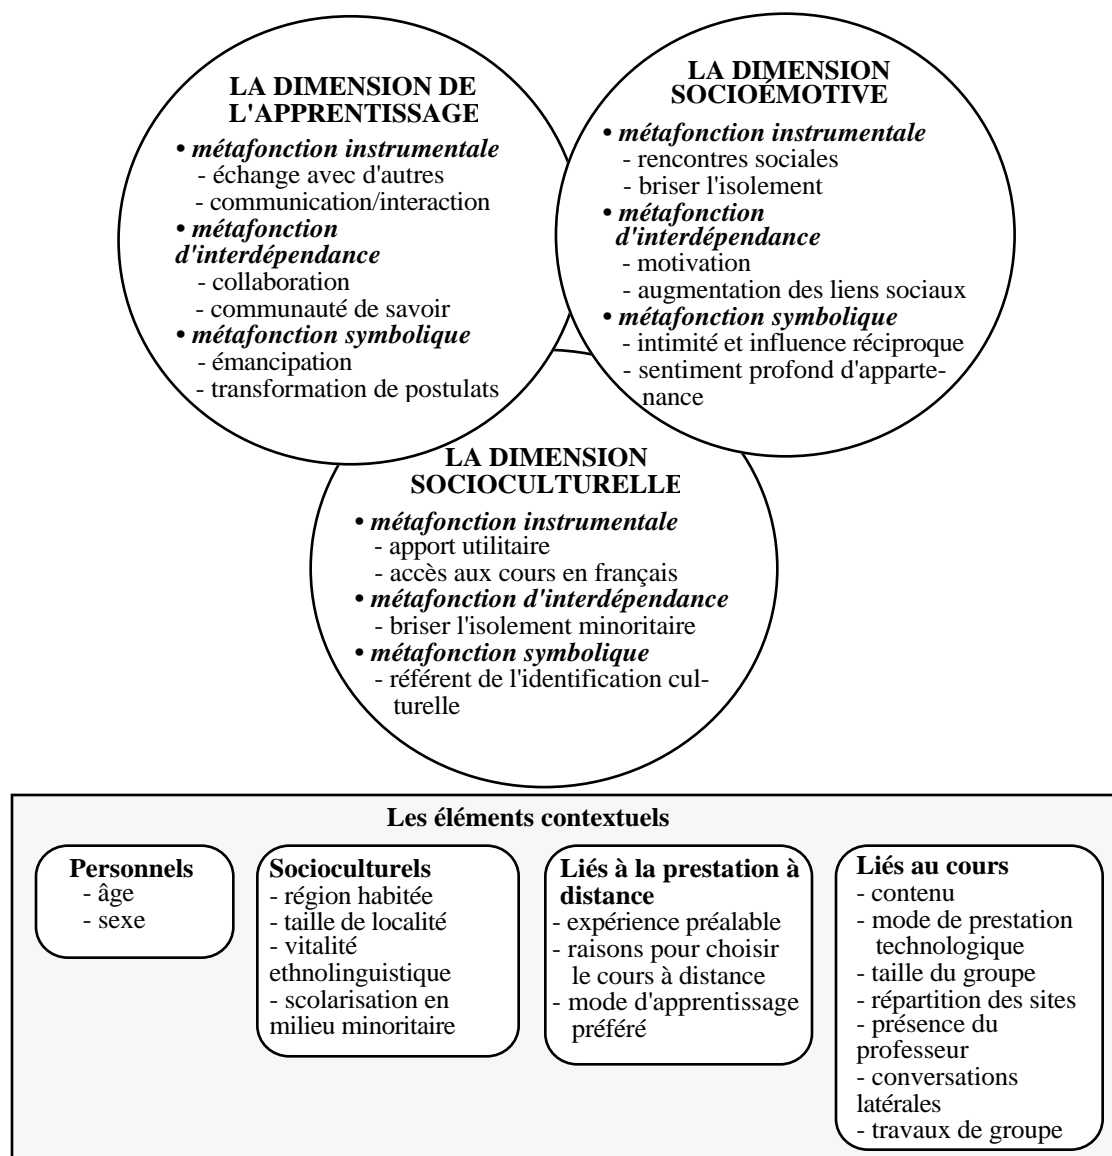 LA DIMENSION DE
L'APPRENTISSAGE
• métafonction instrumentale
- échange avec d'autres
- communication/interaction
• métafonction
d'interdépendance
- collaboration
- communauté de savoir
• métafonction symbolique
- émancipation
- transformation de postulats
LA DIMENSION
SOCIOÉMOTIVE
• métafonction instrumentale
- rencontres sociales
- briser l'isolement
• métafonction
d'interdépendance
- motivation
- augmentation des liens sociaux
• métafonction symbolique
- intimité et influence réciproque
- sentiment profond d'apparte-
nance
LA DIMENSION
SOCIOCULTURELLE
• métafonction instrumentale
- apport utilitaire
- accès aux cours en français
• métafonction d'interdépendance
- briser l'isolement minoritaire
• métafonction symbolique
- référent de l'identification cul-
turelle
Les éléments contextuels
Personnels
- âge
- sexe
Socioculturels
- région habitée
- taille de localité
- vitalité
ethnolinguistique
- scolarisation en
milieu minoritaire
Liés à la prestation à
distance
- expérience préalable
- raisons pour choisir
le cours à distance
- mode d'apprentissage
préféré
Liés au cours
- contenu
- mode de prestation
technologique
- taille du groupe
- répartition des sites
- présence du
professeur
- conversations
latérales
- travaux de groupe